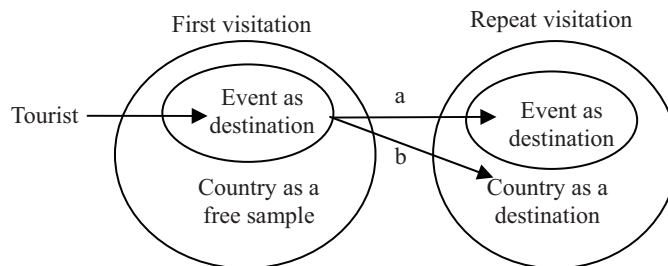 First visitation
Repeat visitation
Tourist
Event as
destination
a
b
Event as
destination
Country as a
free sample
Country as a
destination